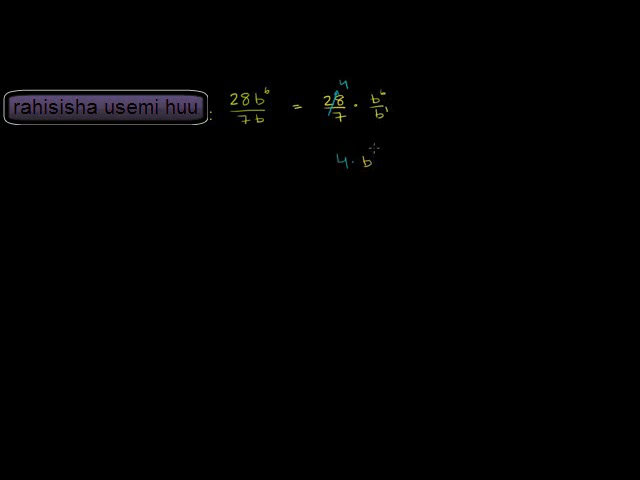 rahisisha usemi huu : 28b⁶/7b = 28/7 · b⁶/b¹ 4
4 · b